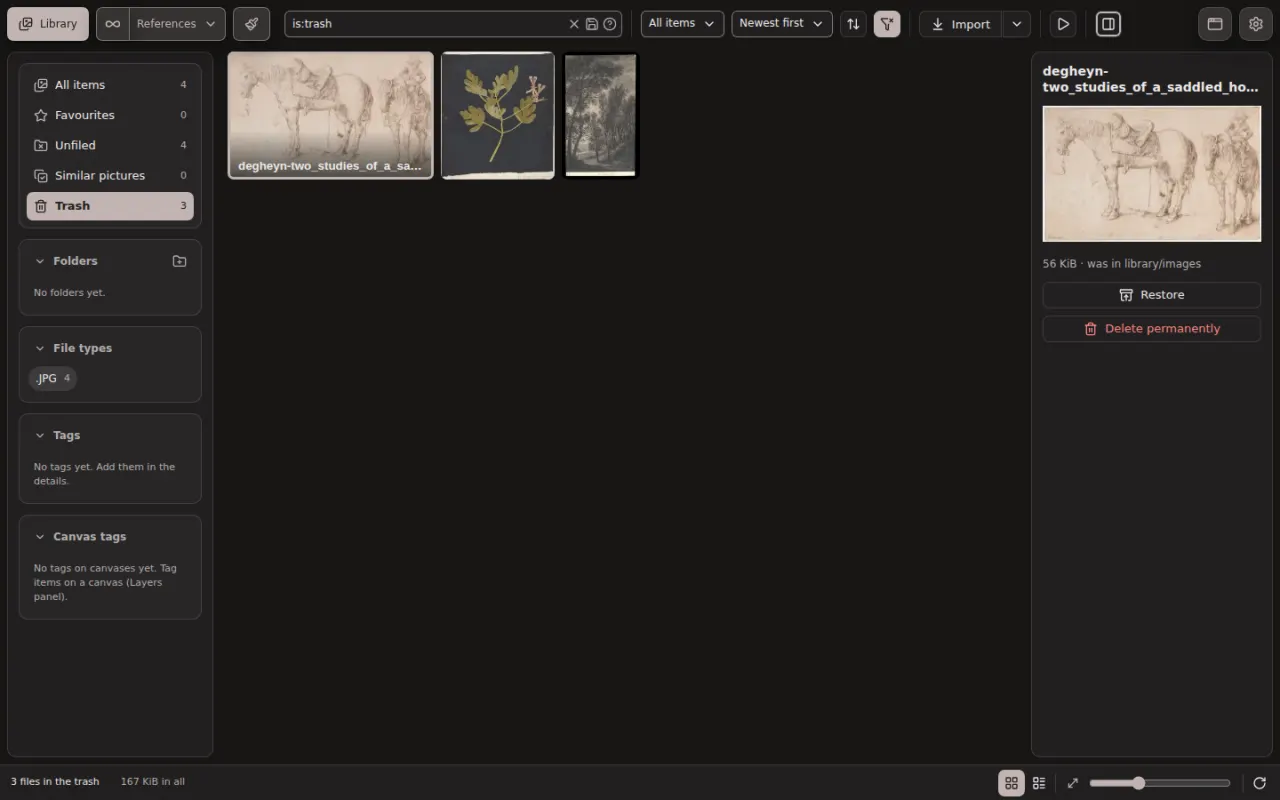 Library
References
is:trash
All items
Newest first
Import
All items 4
Favourites 0
Unfiled 4
Similar pictures 0
Trash 3
Folders
No folders yet.
File types
.JPG 4
Tags
No tags yet. Add them in the
details.
Canvas tags
No tags on canvases yet. Tag
items on a canvas (Layers
panel).
degheyn-two_studies_of_a_sa...
degheyn-
two_studies_of_a_saddled_ho...
56 KiB · was in library/images
Restore
Delete permanently
3 files in the trash
167 KiB in all